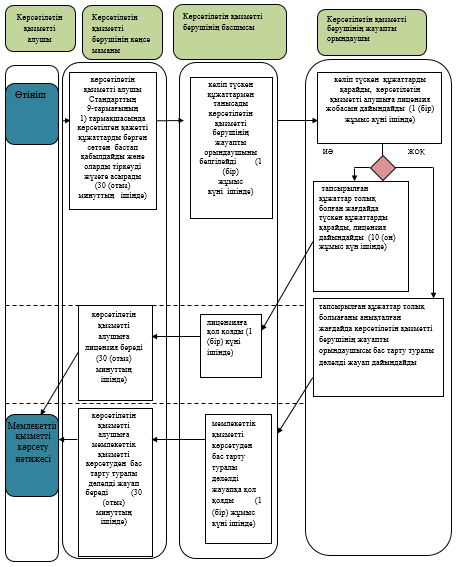 Көрсетілетін
қызметті
алушы
Көрсетілетін
қызметті
берушінің кеңсе
маманы
Көрсетілетін қызметті
берушінің басшысы
Көрсетілетін қызметті
берушінің жауапты
орындаушы
Өтініш
көрсетілетін
қызметті алушы
Стандарттың
9-тармағының
1) тармақшасында
көрсетілген қажетті
құжаттарды берген
сәттен бастап
қабылдайды және
оларды тіркеуді
жүзеге асырады
(30 (отыз)
минуттың ішінде)
келіп түскен
құжаттармен
танысады
көрсетілетін
қызметті
берушінің
жауапты
орындаушыны
белгілейді (1
(бір)
жұмыс
күні ішінде)
келіп түскен құжаттарды
қарайды, көрсетілетін
қызметті алушыға лицензия
жобасын дайындайды (1 (бір)
жұмыс күні ішінде)
ИӘ
ЖОҚ
тапсырылған
құжаттар толық
болған жағдайда
түскен құжаттарды
қарайды, лицензия
дайындайды (10 (он)
жұмыс күн ішінде)
көрсетілетін
қызметті
алушыға
лицензия береді
(30 (отыз)
минуттың
ішінде)
лицензияға
қол қояды (1
(бір) күні
ішінде)
тапсырылған құжаттар толық
болмағаны анықталған
жағдайда көрсетілетін қызметті
берушінің жауапты
орындаушысы бас тарту туралы
дәлелді жауап дайындайды
Мемлекеттік
қызметті
көрсету
нәтижесі
көрсетілетін
қызметті
алушыға
мемлекеттік
қызметті
көрсетуден бас
тарту туралы
дәлелді жауап
береді (30
(отыз)
минуттың
ішінде)
мемлекеттік
қызметті
көрсетуден
бас тарту
туралы
дәлелді
жауапқа қол
қояды (1
(бір) жұмыс
күні ішінде)